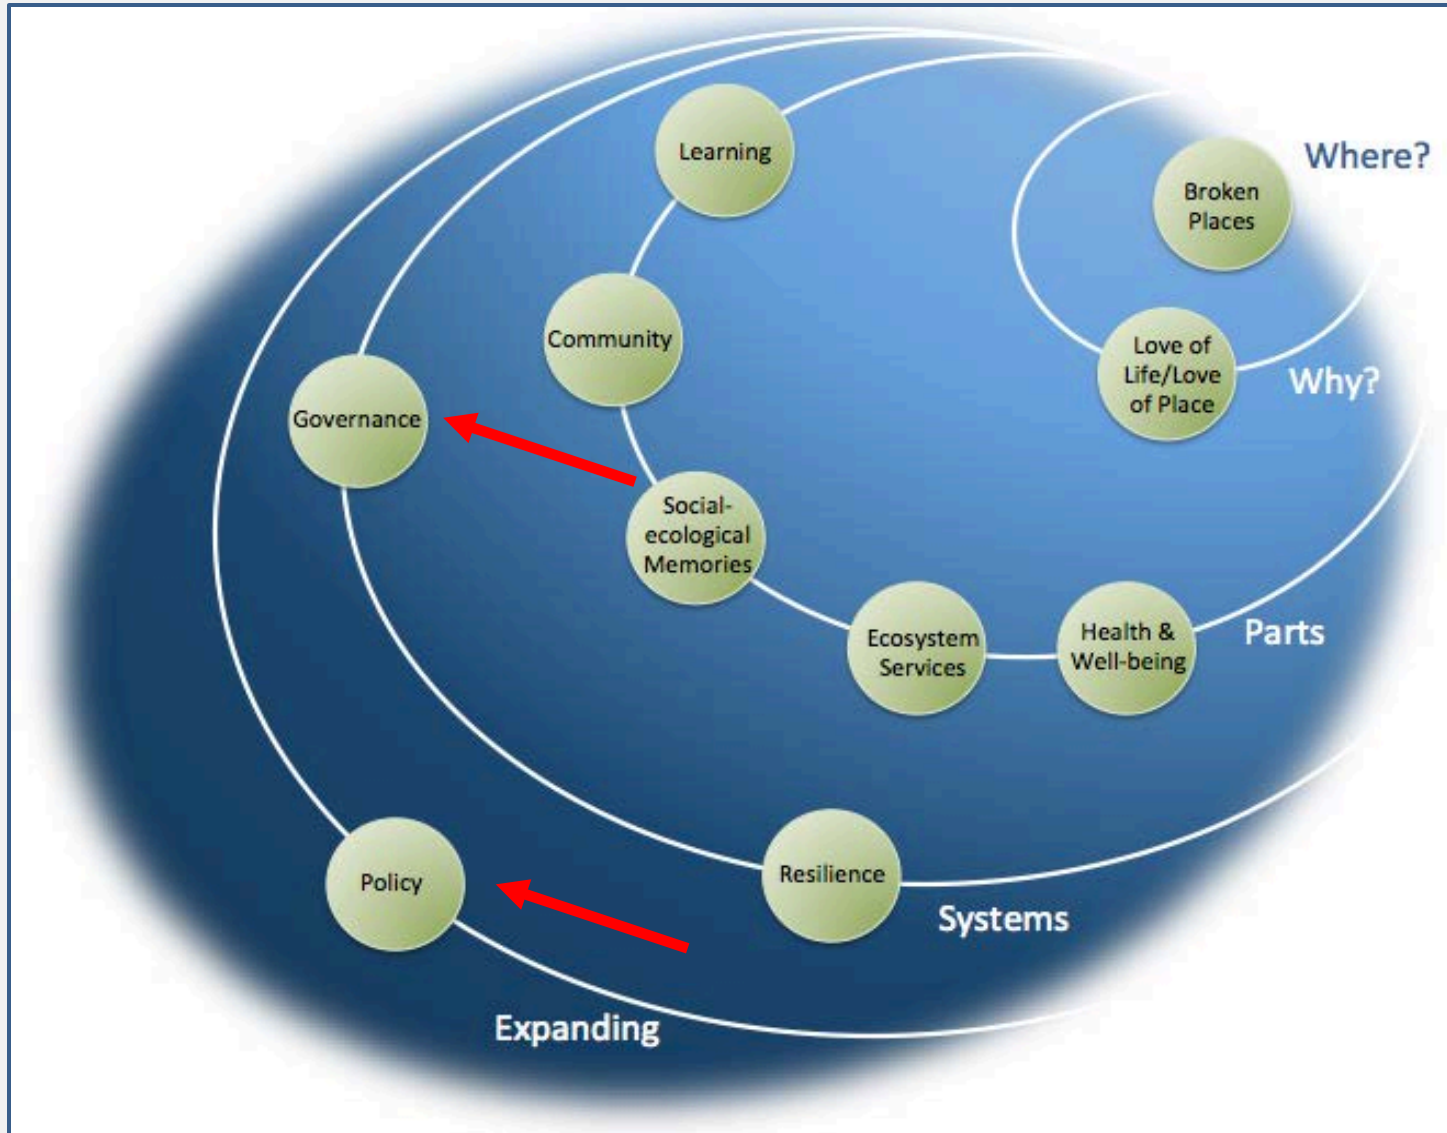 Learning
Where?
Broken
Places
Community
Love of
Life/Love
of Place
Why?
Governance
Social-
ecological
Memories
Ecosystem
Services
Health &
Well-being
Parts
Policy
Resilience
Systems
Expanding